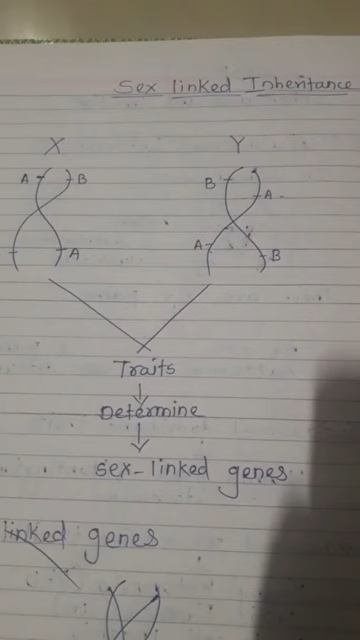 Sex linked Inheritance
X Y
A B B A
A A B
Traits
Determine
sex-linked genes
linked genes